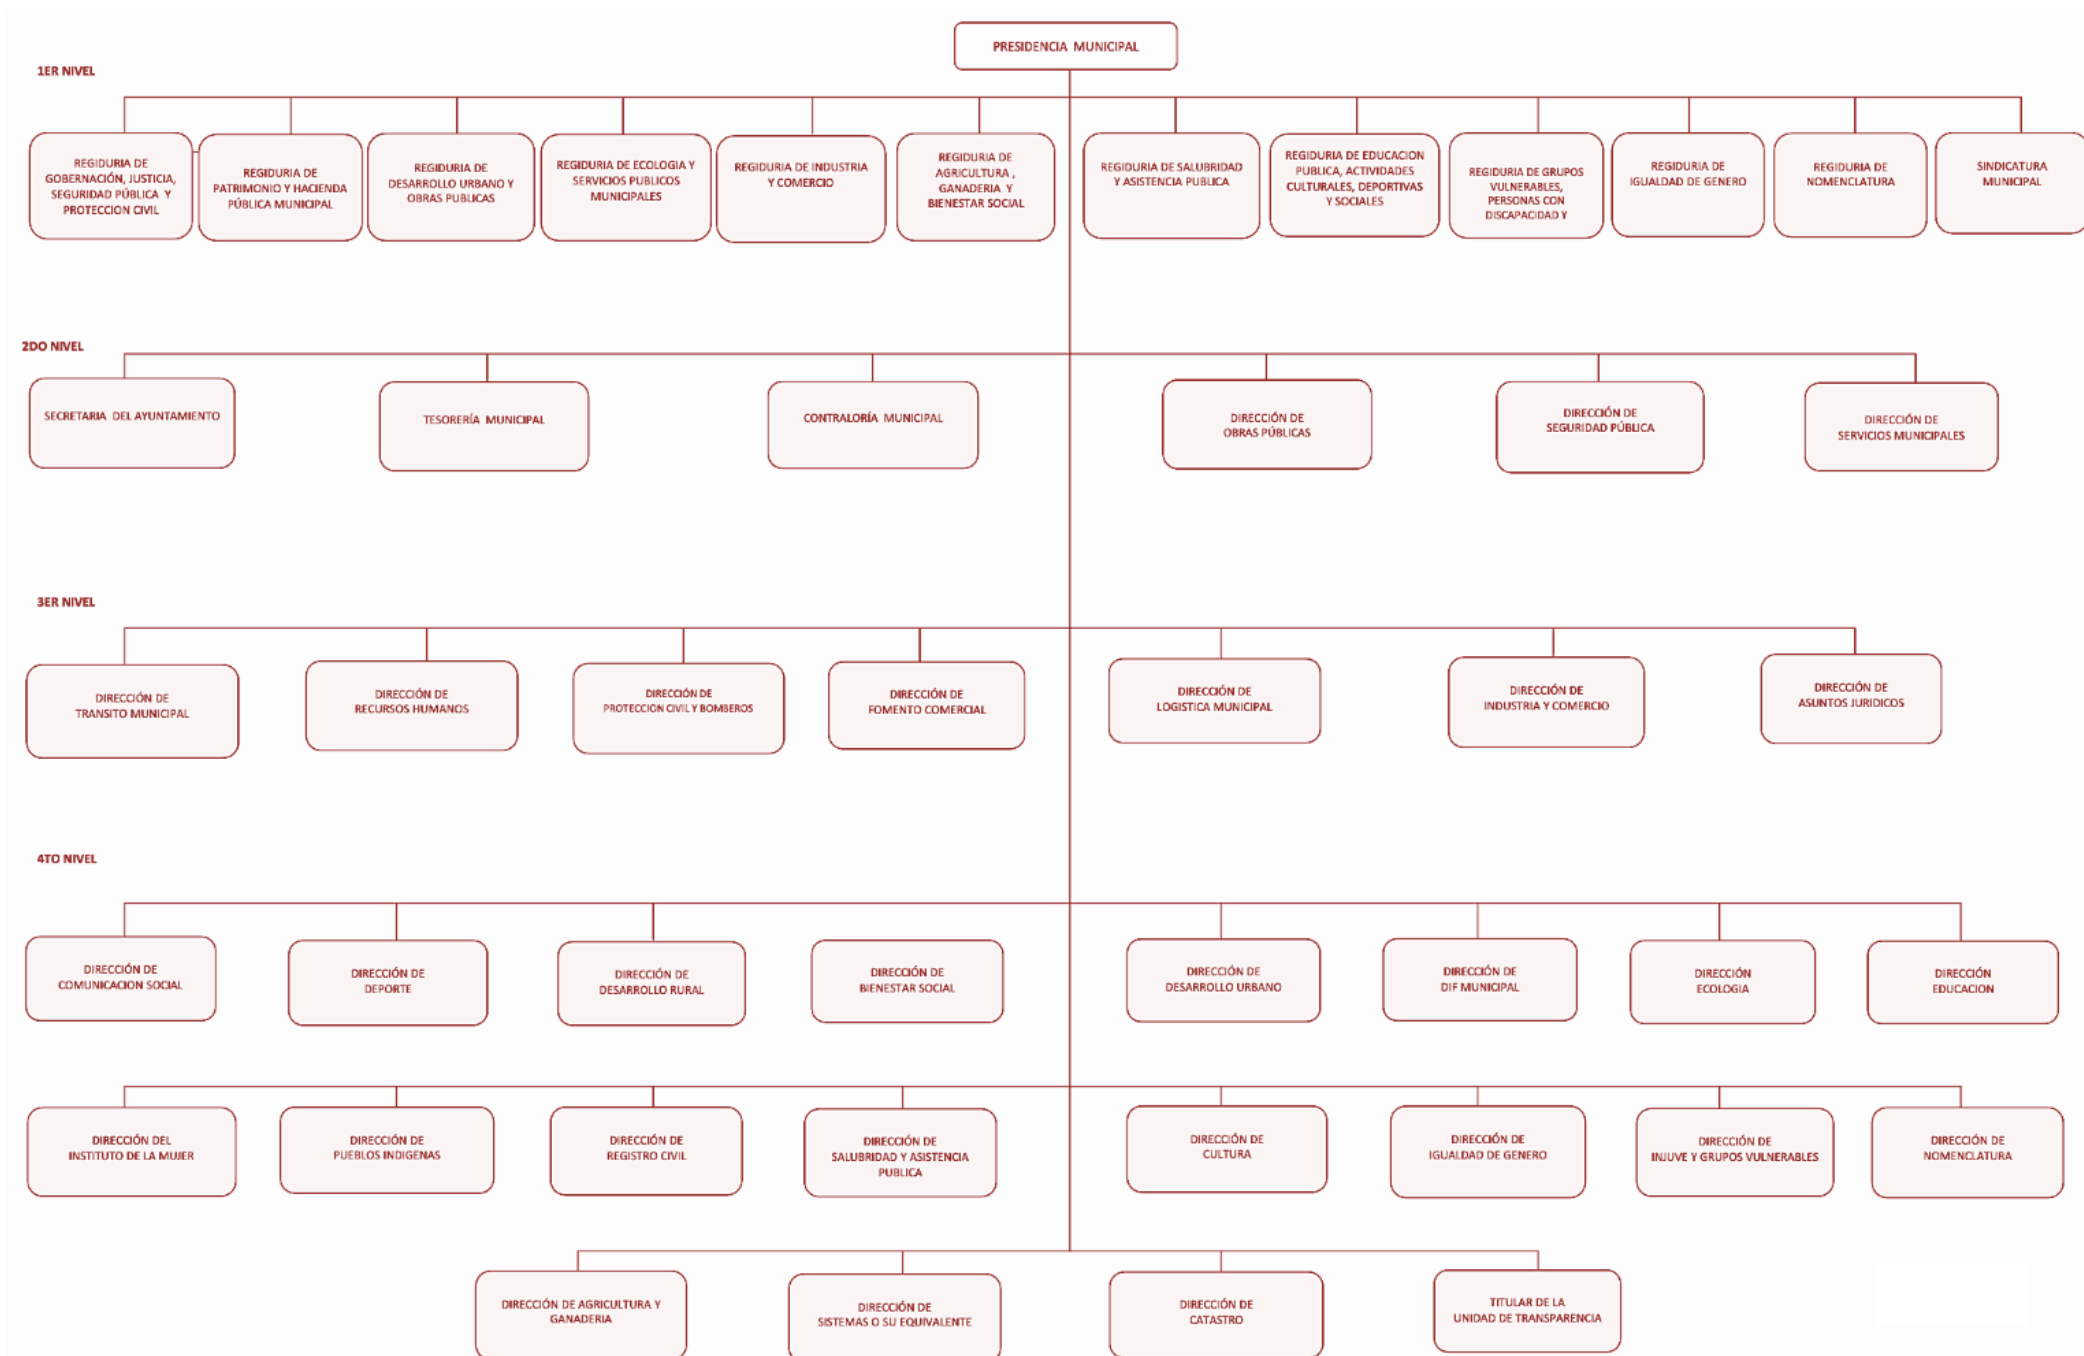 PRESIDENCIA MUNICIPAL
1ER NIVEL
REGIDURIA DE
GOBERNACIÓN, JUSTICIA,
SEGURIDAD PÚBLICA Y
PROTECCION CIVIL
REGIDURIA DE
PATRIMONIO Y HACIENDA
PÚBLICA MUNICIPAL
REGIDURIA DE
DESARROLLO URBANO Y
OBRAS PUBLICAS
REGIDURIA DE ECOLOGIA Y
SERVICIOS PUBLICOS
MUNICIPALES
REGIDURIA DE INDUSTRIA
Y COMERCIO
REGIDURIA DE
AGRICULTURA ,
GANADERIA Y
BIENESTAR SOCIAL
REGIDURIA DE SALUBRIDAD
Y ASISTENCIA PUBLICA
REGIDURIA DE EDUCACION
PUBLICA, ACTIVIDADES
CULTURALES, DEPORTIVAS
Y SOCIALES
REGIDURIA DE GRUPOS
VULNERABLES,
PERSONAS CON
DISCAPACIDAD Y
REGIDURIA DE
IGUALDAD DE GENERO
REGIDURIA DE
NOMENCLATURA
SINDICATURA
MUNICIPAL
2DO NIVEL
SECRETARIA DEL AYUNTAMIENTO
TESORERÍA MUNICIPAL
CONTRALORÍA MUNICIPAL
DIRECCIÓN DE
OBRAS PÚBLICAS
DIRECCIÓN DE
SEGURIDAD PÚBLICA
DIRECCIÓN DE
SERVICIOS MUNICIPALES
3ER NIVEL
DIRECCIÓN DE
TRANSITO MUNICIPAL
DIRECCIÓN DE
RECURSOS HUMANOS
DIRECCIÓN DE
PROTECCION CIVIL Y BOMBEROS
DIRECCIÓN DE
FOMENTO COMERCIAL
DIRECCIÓN DE
LOGISTICA MUNICIPAL
DIRECCIÓN DE
INDUSTRIA Y COMERCIO
DIRECCIÓN DE
ASUNTOS JURIDICOS
4TO NIVEL
DIRECCIÓN DE
COMUNICACION SOCIAL
DIRECCIÓN DE
DEPORTE
DIRECCIÓN DE
DESARROLLO RURAL
DIRECCIÓN DE
BIENESTAR SOCIAL
DIRECCIÓN DE
DESARROLLO URBANO
DIRECCIÓN DE
DIF MUNICIPAL
DIRECCIÓN
ECOLOGIA
DIRECCIÓN
EDUCACION
DIRECCIÓN DEL
INSTITUTO DE LA MUJER
DIRECCIÓN DE
PUEBLOS INDIGENAS
DIRECCIÓN DE
REGISTRO CIVIL
DIRECCIÓN DE
SALUBRIDAD Y ASISTENCIA
PUBLICA
DIRECCIÓN DE
CULTURA
DIRECCIÓN DE
IGUALDAD DE GENERO
DIRECCIÓN DE
INJUVE Y GRUPOS VULNERABLES
DIRECCIÓN DE
NOMENCLATURA
DIRECCIÓN DE AGRICULTURA Y
GANADERIA
DIRECCIÓN DE
SISTEMAS O SU EQUIVALENTE
DIRECCIÓN DE
CATASTRO
TITULAR DE LA
UNIDAD DE TRANSPARENCIA